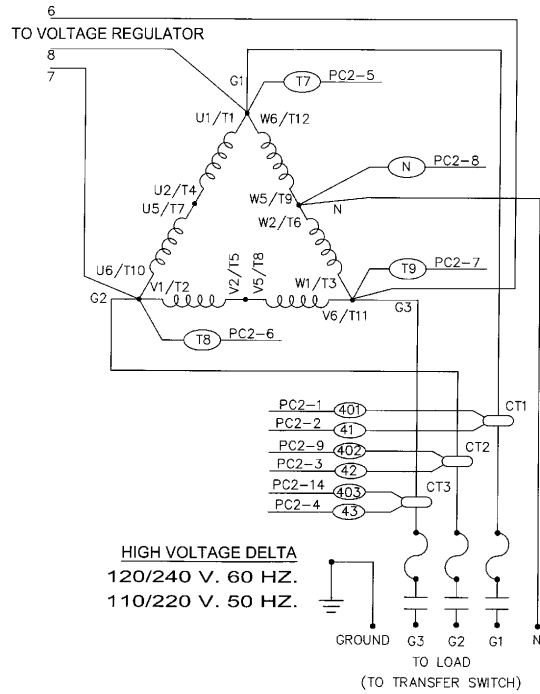 6
TO VOLTAGE REGULATOR
8
7
G1
T7 PC2-5
U1/T1 W6/T12
N PC2-8
U2/T4 W5/T9
U5/T7 W2/T6 N
T9 PC2-7
U6/T10 V2/T5 V5/T8 W1/T3
V1/T2
G2 G3
V6/T11
T8 PC2-6
PC2-1 401 CT1
PC2-2 41
PC2-9 402 CT2
PC2-3 42
PC2-14 403 CT3
PC2-4 43
HIGH VOLTAGE DELTA
120/240 V. 60 HZ.
110/220 V. 50 HZ.
GROUND G3 G2 G1 N
TO LOAD
(TO TRANSFER SWITCH)